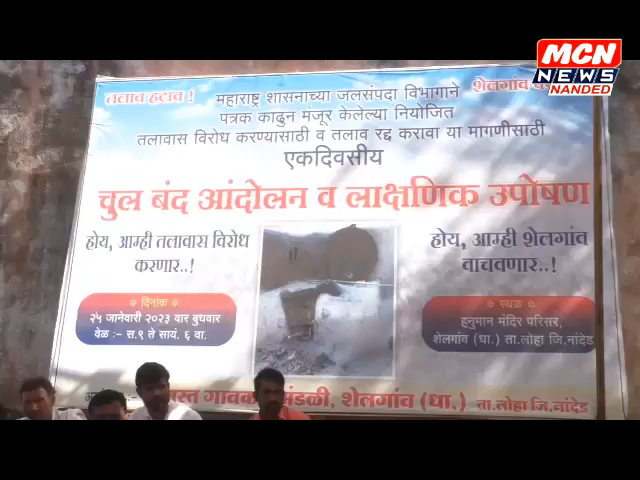 MCN
NEWS
NANDED
तलाव हटाव !
महाराष्ट्र शासनाच्या जलसंपदा विभागाने
शेलगांव
पत्रक काढुन मंजूर केलेल्या नियोजित
तलावास विरोध करण्यासाठी व तलाव रद्द करावा या मागणीसाठी
एकदिवसीय
चुल बंद आंदोलन व लाक्षणिक उपोषण
होय, आम्ही तलावास विरोध
करणार..!
होय, आम्ही शेलगांव
वाचवणार..!
दिनांक
२५ जानेवारी २०२३ वार बुधवार
वेळ :– स.९ ते सायं. ६ वा.
स्थळ
हनुमान मंदिर परिसर,
शेलगांव (धा.) ता.लोहा जि.नांदेड
मंडळी, शेलगांव (धा.) ता.लोहा जि.नांदेड